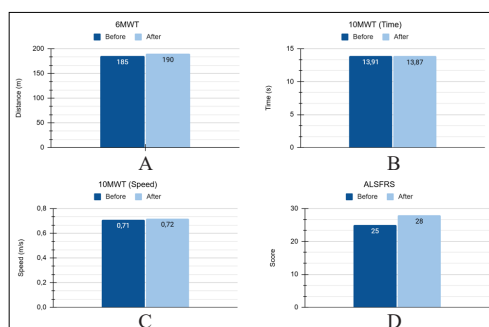 6MWT
Before After
Distance (m)
200
150
100
50
0
185
190
A
10MWT (Time)
Before After
Time (s)
15
10
5
0
13,91
13,87
B
10MWT (Speed)
Before After
Speed (m/s)
0,8
0,6
0,4
0,2
0,0
0,71
0,72
C
ALSFRS
Before After
Score
30
20
10
0
25
28
D